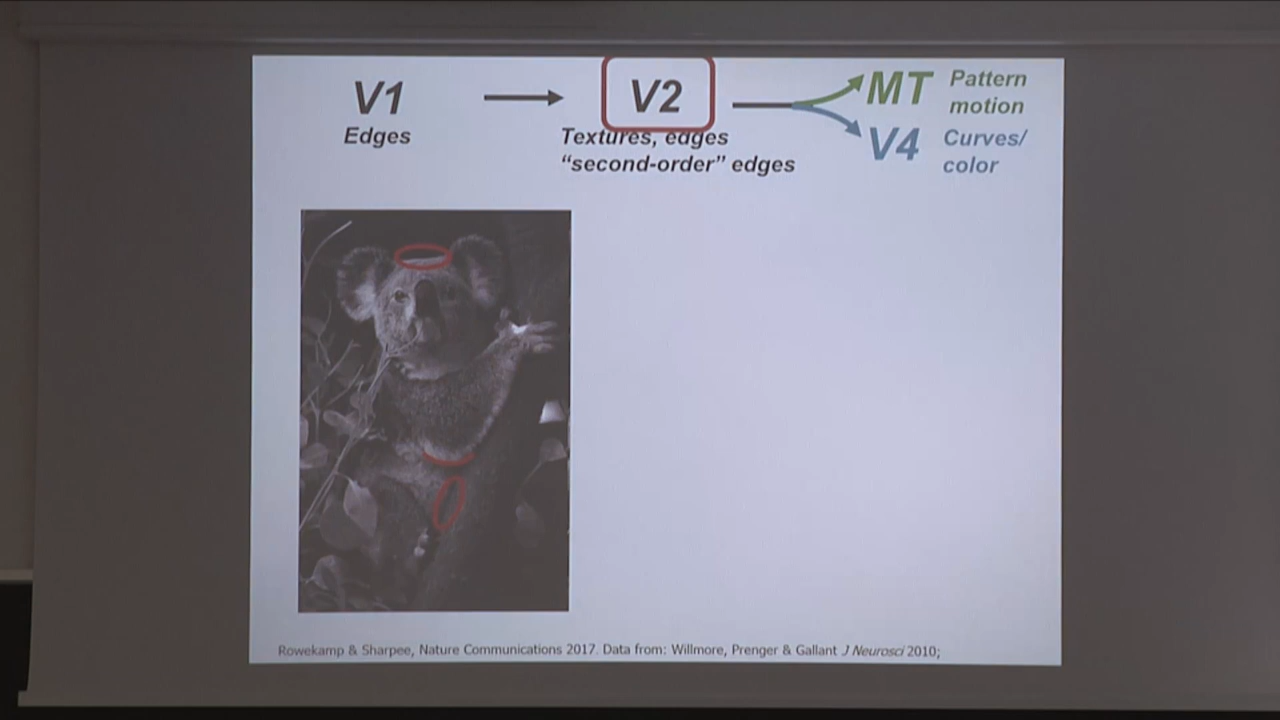 V1
Edges
V2
Textures, edges
“second-order” edges
MT
Pattern
motion
V4
Curves/
color
Rowekamp & Sharpee, Nature Communications 2017. Data from: Willmore, Prenger & Gallant J Neurosci 2010;